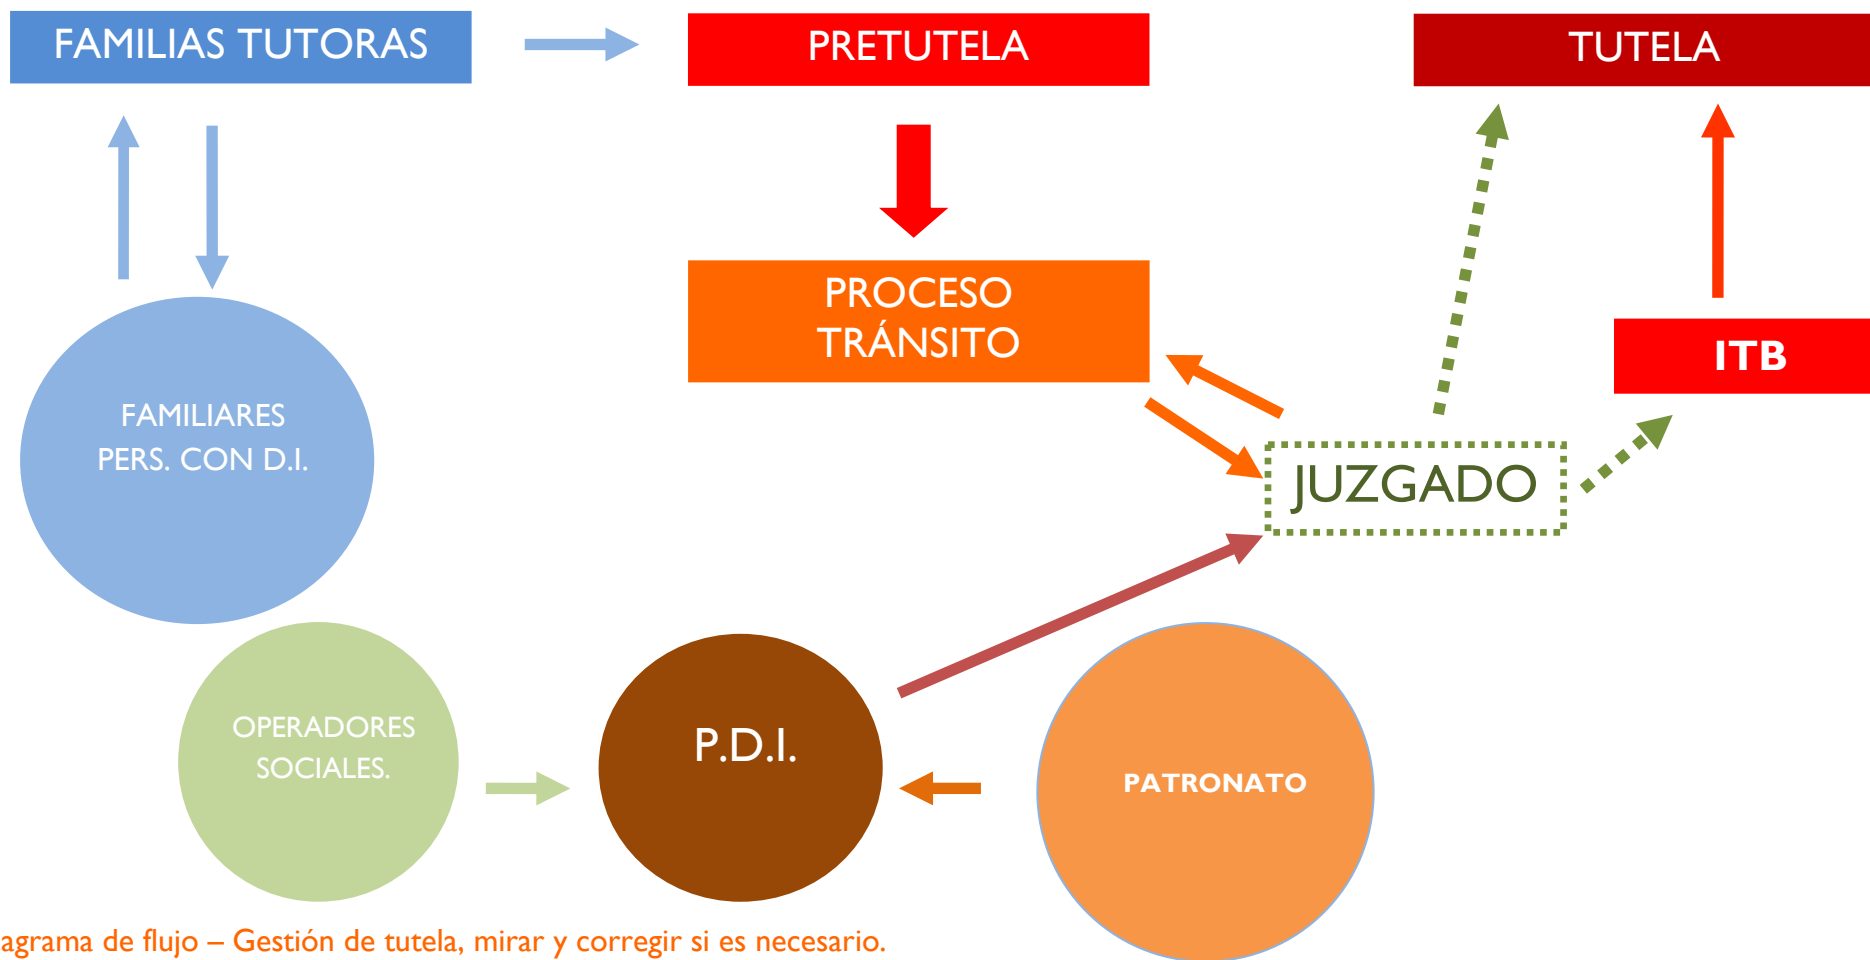 FAMILIAS TUTORAS
PRETUTELA
TUTELA
PROCESO
TRÁNSITO
ITB
FAMILIARES
PERS. CON D.I.
JUZGADO
OPERADORES
SOCIALES.
P.D.I.
PATRONATO
agrama de flujo – Gestión de tutela, mirar y corregir si es necesario.